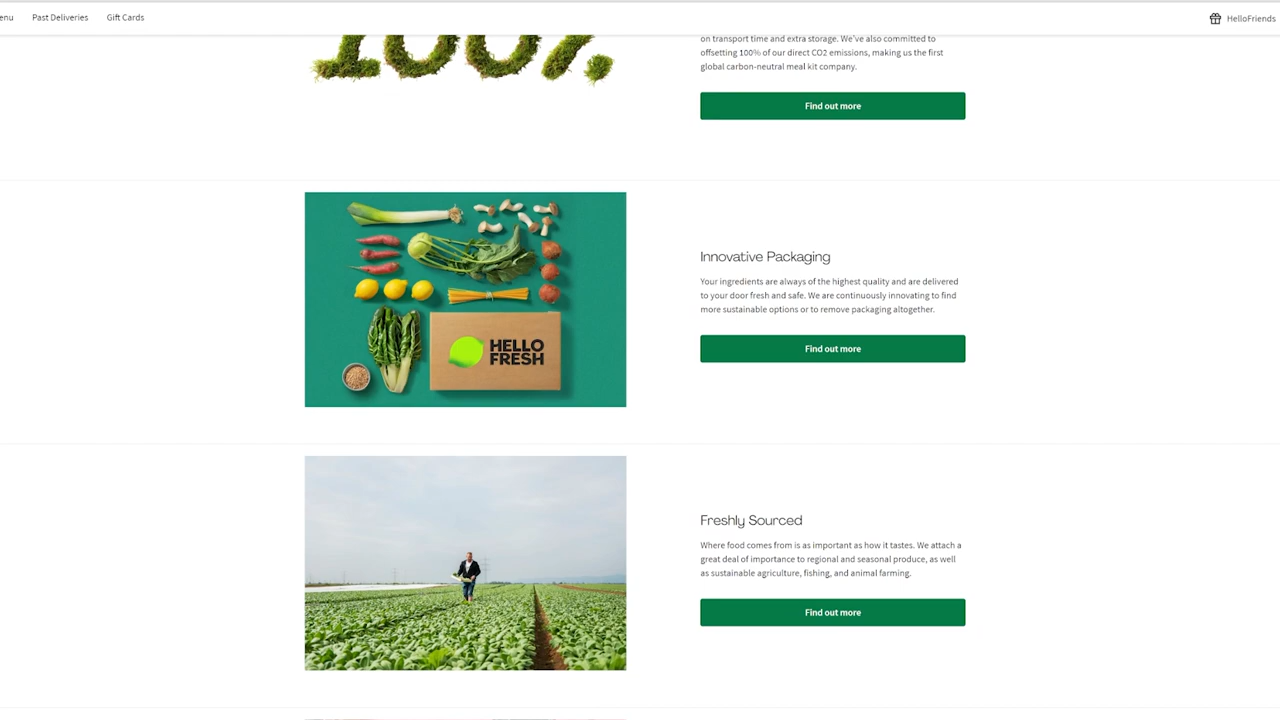 enu Past Deliveries Gift Cards HelloFriends
100%
on transport time and extra storage. We've also committed to
offsetting 100% of our direct CO2 emissions, making us the first
global carbon-neutral meal kit company.
Find out more
HELLO
FRESH
Innovative Packaging
Your ingredients are always of the highest quality and are delivered
to your door fresh and safe. We are continuously innovating to find
more sustainable options or to remove packaging altogether.
Find out more
Freshly Sourced
Where food comes from is as important as how it tastes. We attach a
great deal of importance to regional and seasonal produce, as well
as sustainable agriculture, fishing, and animal farming.
Find out more